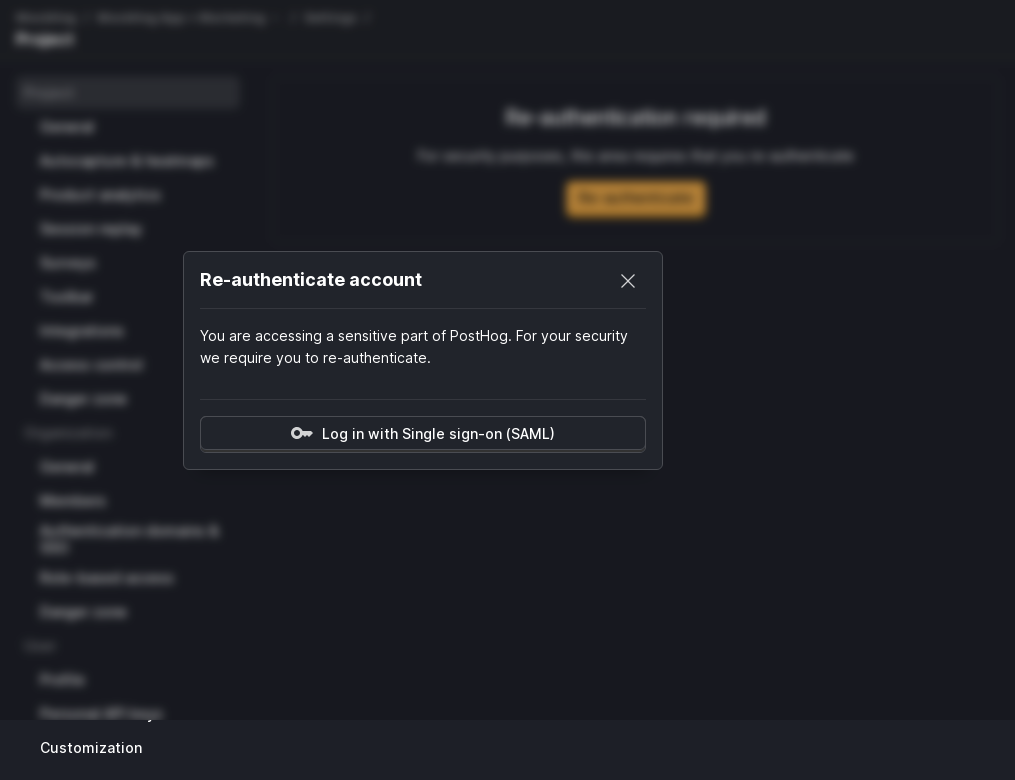 Project
Project
General
Autocapture & heatmaps
Product analytics
Session replay
Surveys
Toolbar
Integrations
Access control
Danger zone
Organization
General
Members
Authentication domains &
SSO
Role-based access
Danger zone
User
Profile
Personal API keys
Customization
Re-authentication required
For security purposes, this area requires that you re-authenticate
Re-authenticate
Re-authenticate account
You are accessing a sensitive part of PostHog. For your security
we require you to re-authenticate.
Log in with Single sign-on (SAML)